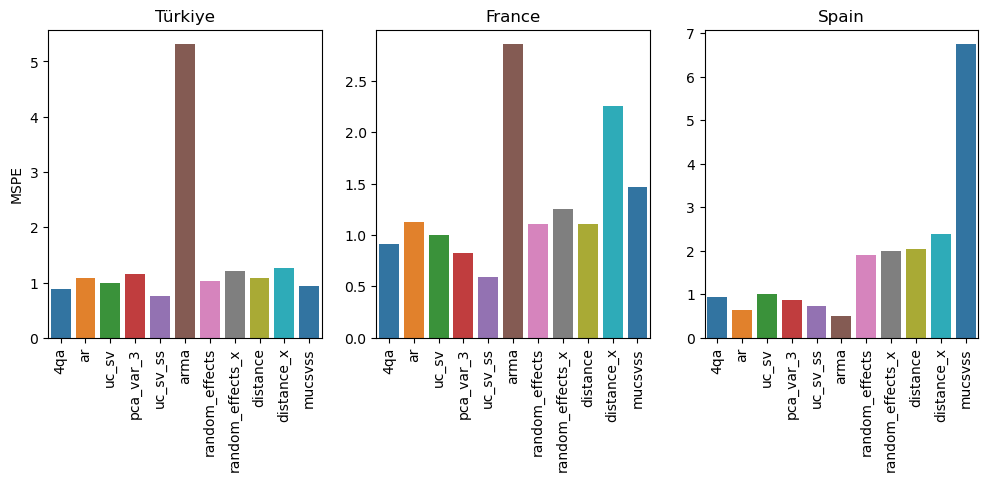 Türkiye
France
Spain
MSPE
5
4
3
2
1
0
4qa
ar
uc_sv
pca_var_3
uc_sv_ss
arma
random_effects
random_effects_x
distance
distance_x
mucsvss
2.5
2.0
1.5
1.0
0.5
0.0
4qa
ar
uc_sv
pca_var_3
uc_sv_ss
arma
random_effects
random_effects_x
distance
distance_x
mucsvss
7
6
5
4
3
2
1
0
4qa
ar
uc_sv
pca_var_3
uc_sv_ss
arma
random_effects
random_effects_x
distance
distance_x
mucsvss